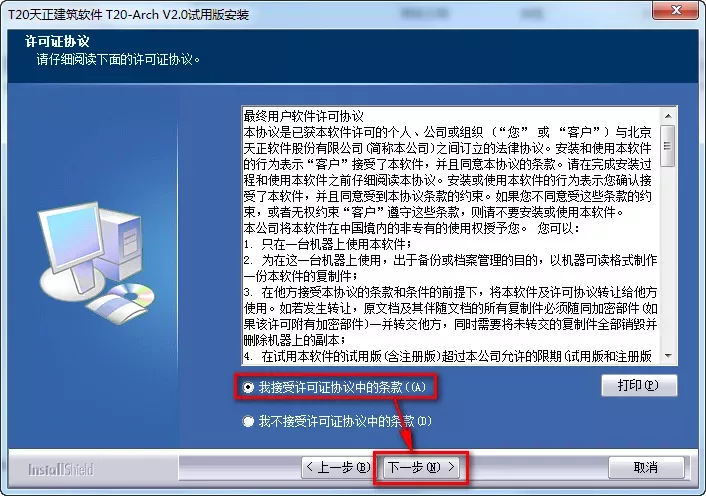 T20天正建筑软件 T20-Arch V2.0试用版安装
许可证协议
请仔细阅读下面的许可证协议。
最终用户软件许可协议
本协议是已获本软件许可的个人、公司或组织（“您” 或 “客户”）与北京
天正软件股份有限公司(简称本公司)之间订立的法律协议。安装和使本软件
的行为表示“客户”接受了本软件，并且同意本协议的条款。请在完成安装过
程和使用本软件之前仔细阅读本协议。安装或使用本软件的行为表示您确认接
受了本软件，并且同意受到本协议条款的约束。如果您不同意受这些条款的约
束，或者无权约束“客户”遵守这些条款，则请不要安装或使用本软件。
本公司将本软件在中国境内的非专有的使用权授予您。 您可以:
1. 只在一台机器上使用本软件;
2. 为在这一台机器上使用，出于备份或档案管理的目的，以机器可读格式制作
一份本软件的复制件;
3. 在他方接受本协议的条款和条件的前提下，将本软件及许可协议转让给他方
使用。如若发生转让，原文档及其伴随文档的所有复制件必须随同加密部件(如
果该许可附有加密部件)一并转交他方，同时需要将未转交的复制件全部销毁并
删除机器上的副本;
4. 在试用本软件的试用版(含注册版)超过本公司允许的限期(试用版和注册版
我接受许可证协议中的条款((A)
打印(P)
我不接受许可证协议中的条款(D)
InstallShield
< 上一步(B)
下一步(N) >
取消